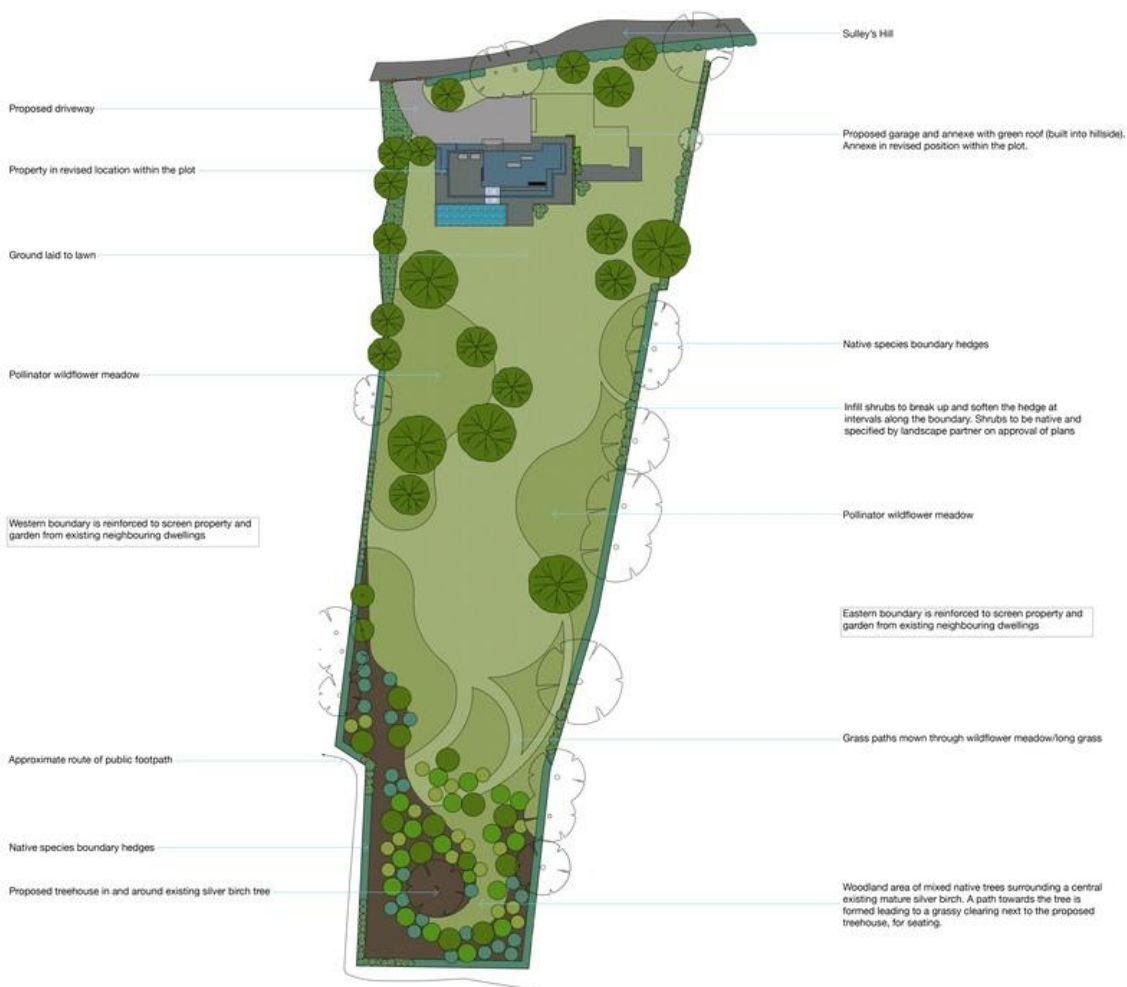 Sulley's Hill
Proposed driveway
Proposed garage and annexe with green roof (built into hillside).
Annexe in revised position within the plot.
Property in revised location within the plot
Ground laid to lawn
Native species boundary hedges
Pollinator wildflower meadow
Infill shrubs to break up and soften the hedge at
intervals along the boundary. Shrubs to be native and
specified by landscape partner on approval of plans
Pollinator wildflower meadow
Western boundary is reinforced to screen property and
garden from existing neighbouring dwellings
Eastern boundary is reinforced to screen property and
garden from existing neighbouring dwellings
Grass paths mown through wildflower meadow/long grass
Approximate route of public footpath
Native species boundary hedges
Proposed treehouse in and around existing silver birch tree
Woodland area of mixed native trees surrounding a central
existing mature silver birch. A path towards the tree is
formed leading to a grassy clearing next to the proposed
treehouse, for seating.